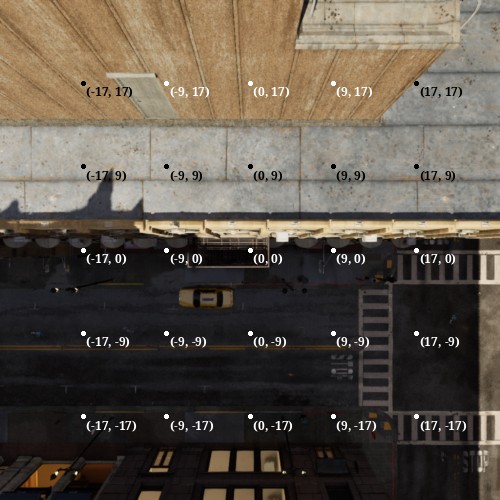 (-17, 17) (-9, 17) (0, 17) (9, 17) (17, 17)
(-17, 9) (-9, 9) (0, 9) (9, 9) (17, 9)
(-17, 0) (-9, 0) (0, 0) (9, 0) (17, 0)
(-17, -9) (-9, -9) (0, -9) (9, -9) (17, -9)
(-17, -17) (-9, -17) (0, -17) (9, -17) (17, -17)
STOP